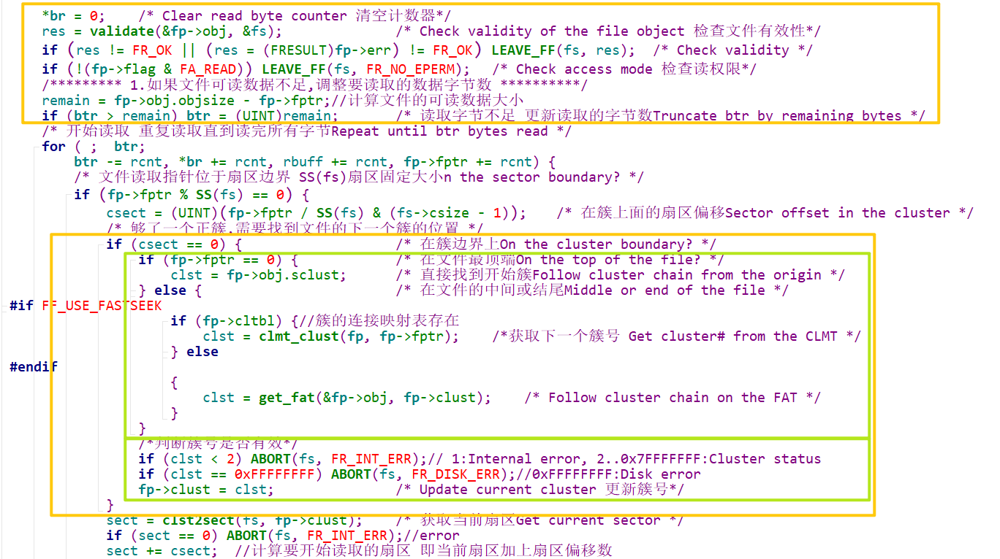 *br = 0;    /* Clear read byte counter 清空计数器*/
res = validate(&fp->obj, &fs);              /* Check validity of the file object 检查文件有效性*/
if (res != FR_OK || (res = (FRESULT)fp->err) != FR_OK) LEAVE_FF(fs, res);  /* Check validity */
if (!(fp->flag & FA_READ)) LEAVE_FF(fs, FR_NO_EPERM);   /* Check access mode 检查读权限*/
/********* 1.如果文件可读数据不足,调整要读取的数据字节数 **********/
remain = fp->obj.objsize - fp->fptr;//计算文件的可读数据大小
if (btr > remain) btr = (UINT)remain;       /* 读取字节不足 更新读取的字节数Truncate btr by remaining bytes */
/* 开始读取 重复读取直到读完所有字节Repeat until btr bytes read */
for ( ;  btr;
btr -= rcnt, *br += rcnt, rbuff += rcnt, fp->fptr += rcnt) {
/* 文件读取指针位于扇区边界 SS(fs)扇区固定大小n the sector boundary? */
if (fp->fptr % SS(fs) == 0) {
csect = (UINT)(fp->fptr / SS(fs) & (fs->csize - 1));    /* 在簇上面的扇区偏移Sector offset in the cluster */
/* 够了一个正簇,需要找到文件的下一个簇的位置 */
if (csect == 0) {                   /* 在簇边界上On the cluster boundary? */
if (fp->fptr == 0) {            /* 在文件最顶端On the top of the file? */
clst = fp->obj.sclust;      /* 直接找到开始簇Follow cluster chain from the origin */
} else {                        /* 在文件的中间或结尾Middle or end of the file */
#if FF_USE_FASTSEEK
if (fp->cltbl) {//簇的连接映射表存在
clst = clmt_clust(fp, fp->fptr);    /*获取下一个簇号 Get cluster# from the CLMT */
} else
#endif
{
clst = get_fat(&fp->obj, fp->clust);    /* Follow cluster chain on the FAT */
}
}
/*判断簇号是否有效*/
if (clst < 2) ABORT(fs, FR_INT_ERR);// 1:Internal error, 2..0x7FFFFFFF:Cluster status
if (clst == 0xFFFFFFFF) ABORT(fs, FR_DISK_ERR);//0xFFFFFFFF:Disk error
fp->clust = clst;               /* Update current cluster 更新簇号*/
}
sect = clst2sect(fs, fp->clust);    /* 获取当前扇区Get current sector */
if (sect == 0) ABORT(fs, FR_INT_ERR);//error
sect += csect;  //计算要开始读取的扇区 即当前扇区加上扇区偏移数